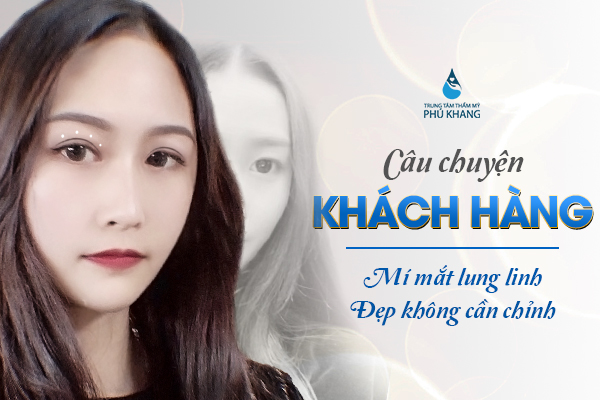 TRUNG TÂM THẨM MỸ
PHÚ KHANG
Câu chuyện
KHÁCH HÀNG
Mí mắt lung linh
Đẹp không cần chỉnh